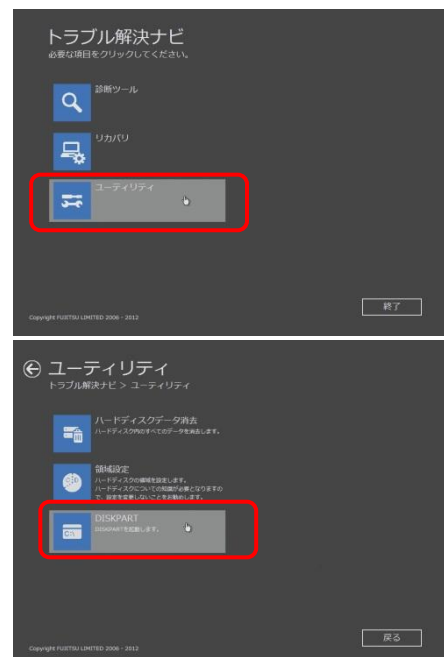 トラブル解決ナビ
必要な項目をクリックしてください。
診断ツール
リカバリ
ユーティリティ
終了
Copyright FUJITSU LIMITED 2006 - 2012
ユーティリティ
トラブル解決ナビ > ユーティリティ
ハードディスクデータ消去
ハードディスク内のすべてのデータを消去します。
領域設定
ハードディスクの領域を設定します。
ハードディスクについての知識が必要となりますの
で、設定を変更しないことをお勧めします。
DISKPART
DISKPARTを起動します。
C:\
戻る
Copyright FUJITSU LIMITED 2006 - 2012